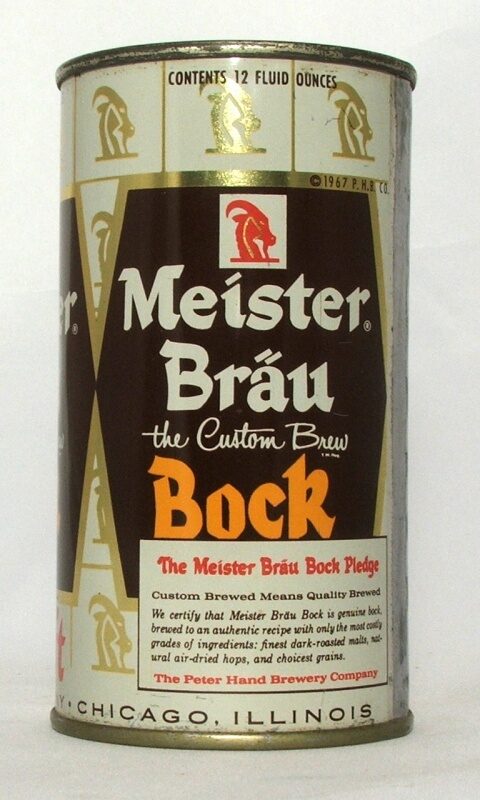 CONTENTS 12 FLUID OUNCES
© 1967 P. H. B. CO.
Meister®
Bräu
the Custom Brew
Bock
The Meister Bräu Bock Pledge
Custom Brewed Means Quality Brewed
We certify that Meister Bräu Bock is genuine bock,
brewed to an authentic recipe with only the most costly
grades of ingredients: finest dark-roasted malts, nat-
ural air-dried hops, and choicest grains.
The Peter Hand Brewery Company
Y • CHICAGO, ILLINOIS
r.®